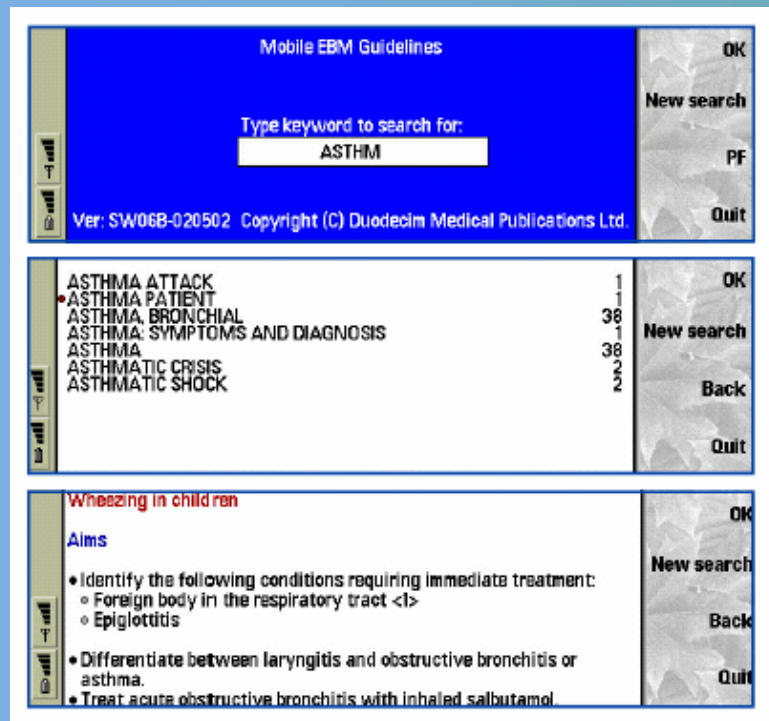 Mobile EBM Guidelines
Type keyword to search for:
ASTHM
Ver: SW06B-020502 Copyright (C) Duodecim Medical Publications Ltd.
OK
New search
PF
Quit
ASTHMA ATTACK 1
ASTHMA PATIENT 1
ASTHMA, BRONCHIAL 38
ASTHMA: SYMPTOMS AND DIAGNOSIS 1
ASTHMA 38
ASTHMATIC CRISIS 2
ASTHMATIC SHOCK 2
OK
New search
Back
Quit
Wheezing in children
Aims
• Identify the following conditions requiring immediate treatment:
◦ Foreign body in the respiratory tract <I>
◦ Epiglottitis
• Differentiate between laryngitis and obstructive bronchitis or
asthma.
• Treat acute obstructive bronchitis with inhaled salbutamol.
OK
New search
Back
Quit